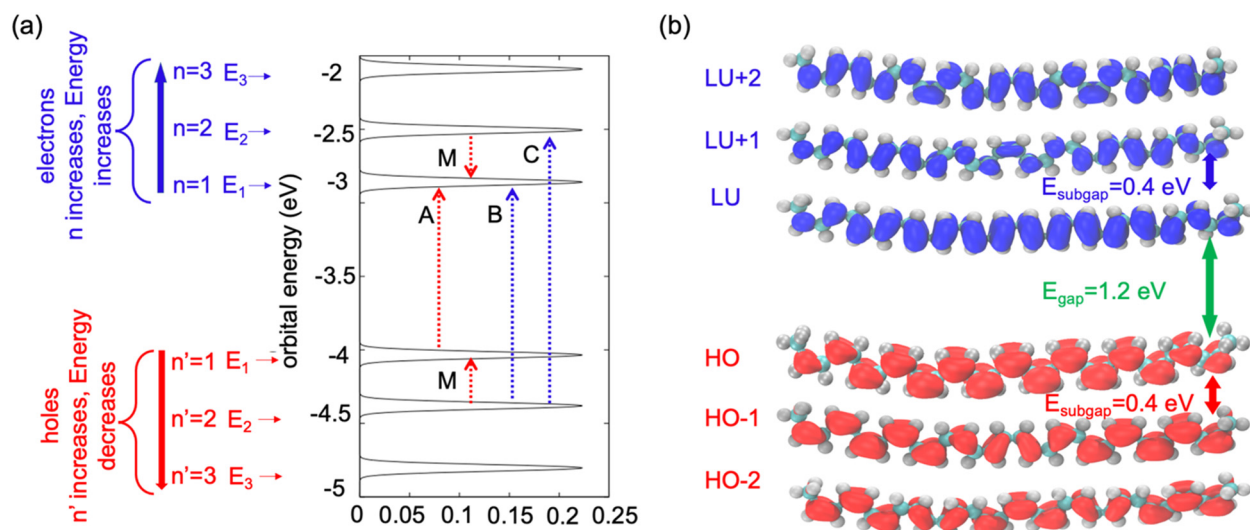 (a)
electrons
n increases, Energy
increases
n=3 E₃→
n=2 E₂→
n=1 E₁→
holes
n' increases, Energy
decreases
n'=1 E₁→
n'=2 E₂→
n'=3 E₃→
orbital energy (eV)
-2
-2.5
-3
-3.5
-4
-4.5
-5
0 0.05 0.1 0.15 0.2 0.25
M
A
B
C
M
(b)
LU+2
LU+1
Esubgap=0.4 eV
LU
Egap=1.2 eV
HO
Esubgap=0.4 eV
HO-1
HO-2